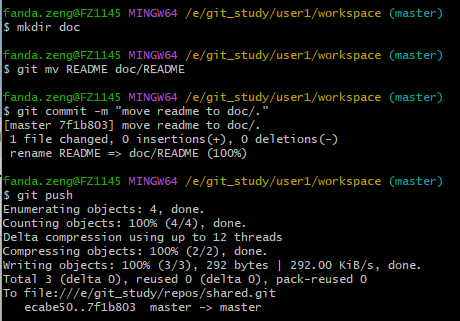 fanda.zeng@FZ1145 MINGW64 /e/git_study/user1/workspace (master)
$ mkdir doc
fanda.zeng@FZ1145 MINGW64 /e/git_study/user1/workspace (master)
$ git mv README doc/README
fanda.zeng@FZ1145 MINGW64 /e/git_study/user1/workspace (master)
$ git commit -m "move readme to doc/."
[master 7f1b803] move readme to doc/.
 1 file changed, 0 insertions(+), 0 deletions(-)
 rename README => doc/README (100%)
fanda.zeng@FZ1145 MINGW64 /e/git_study/user1/workspace (master)
$ git push
Enumerating objects: 4, done.
Counting objects: 100% (4/4), done.
Delta compression using up to 12 threads
Compressing objects: 100% (2/2), done.
Writing objects: 100% (3/3), 292 bytes | 292.00 KiB/s, done.
Total 3 (delta 0), reused 0 (delta 0), pack-reused 0
To file:///e/git_study/repos/shared.git
   ecabe50..7f1b803  master -> master